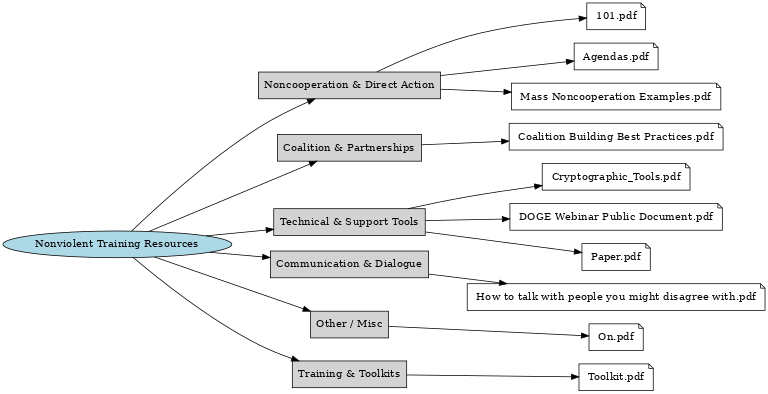 Nonviolent Training Resources
Noncooperation & Direct Action
101.pdf
Agendas.pdf
Mass Noncooperation Examples.pdf
Coalition & Partnerships
Coalition Building Best Practices.pdf
Technical & Support Tools
Cryptographic_Tools.pdf
DOGE Webinar Public Document.pdf
Paper.pdf
Communication & Dialogue
How to talk with people you might disagree with.pdf
Other / Misc
On.pdf
Training & Toolkits
Toolkit.pdf